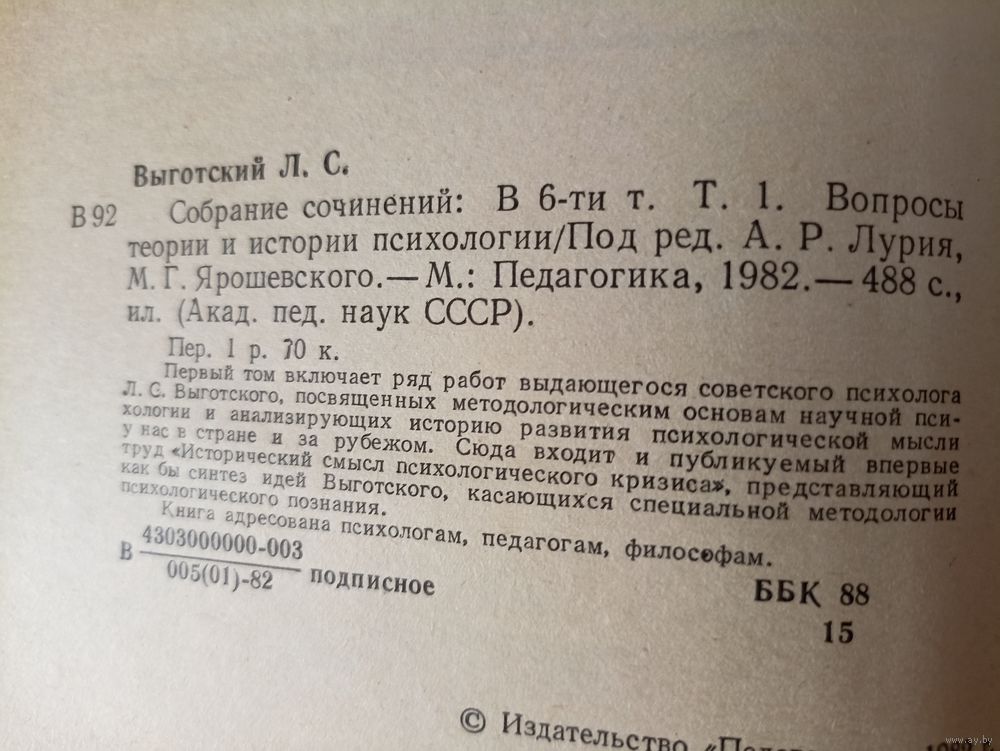 Выготский Л. С.
В 92 Собрание сочинений: В 6-ти т. Т. 1. Вопросы
теории и истории психологии/Под ред. А. Р. Лурия,
М. Г. Ярошевского.— М.: Педагогика, 1982.— 488 с.,
ил. (Акад. пед. наук СССР).
Пер. 1 р. 70 к.
Первый том включает ряд работ выдающегося советского психолога
Л. С. Выготского, посвященных методологическим основам научной пси-
хологии и анализирующих историю развития психологической мысли
у нас в стране и за рубежом. Сюда входит и публикуемый впервые
труд «Исторический смысл психологического кризиса», представляющий
как бы синтез идей Выготского, касающихся специальной методологии
психологического познания.
Книга адресована психологам, педагогам, философам.
В 4303000000-003
005(01)-82 подписное
ББК 88
15
© Издательство
www.ay.by